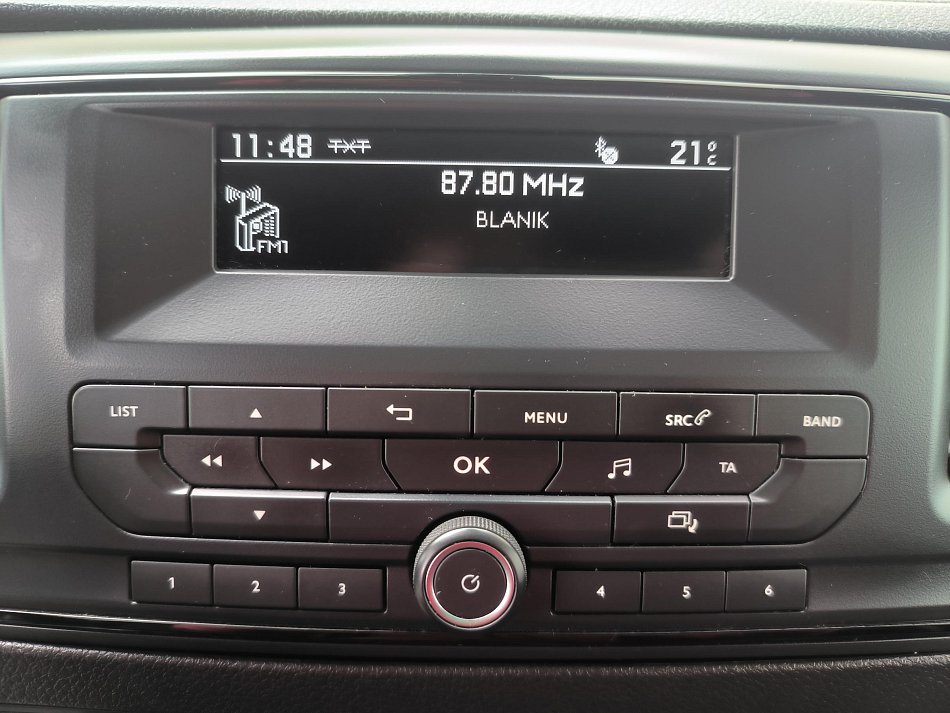 11:48 TXT 21°C
87.80 MHz
BLANIK
FM1
LIST MENU SRC BAND
OK TA
1 2 3 4 5 6